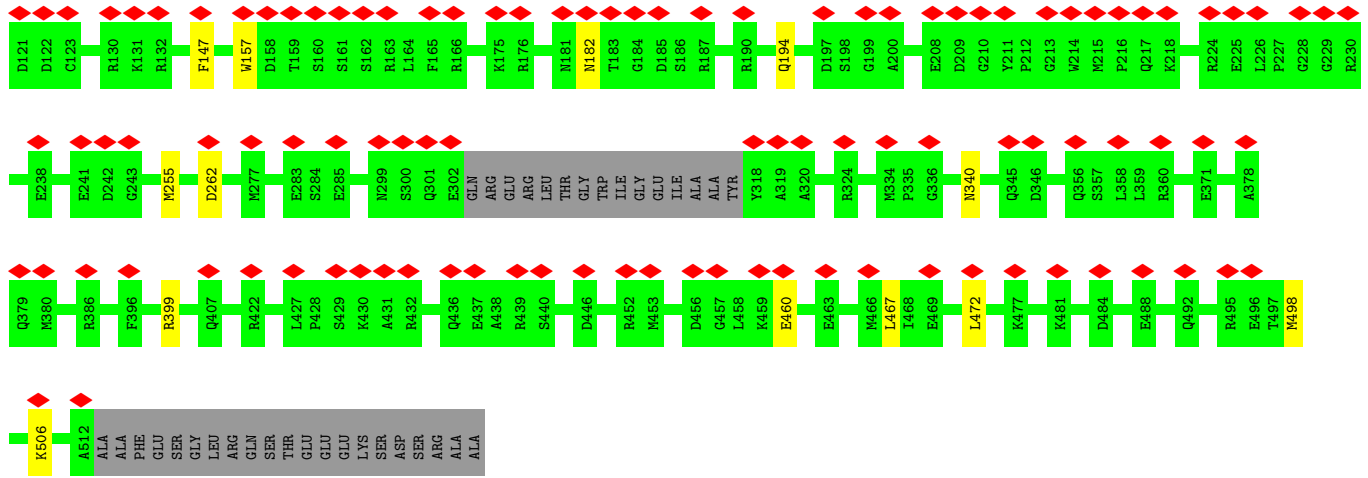 D121 D122 C123 R130 K131 R132 F147 W157 D158 T159 S160 S161 S162 R163 L164 F165 R166 K175 R176 N181 N182 T183 G184 D185 S186 R187 R190 Q194 D197 S198 G199 A200 E208 D209 G210 Y211 P212 G213 W214 M215 P216 Q217 K218 R224 E225 L226 P227 G228 G229 R230
E238 E241 D242 G243 M255 D262 M277 E283 S284 E285 N299 S300 Q301 E302 GLN ARG GLU ARG LEU THR GLY TRP ILE GLY GLU ILE ALA ALA TYR Y318 A319 A320 R324 M334 P335 G336 N340 Q345 D346 Q356 S357 L358 L359 R360 E371 A378
Q379 M380 R386 F396 R399 Q407 R422 L427 P428 S429 K430 A431 R432 Q436 E437 A438 R439 S440 D446 R452 M453 D456 G457 L458 K459 E460 E463 M466 L467 I468 E469 L472 K477 K481 D484 E488 Q492 R495 E496 T497 M498
K506 A512 ALA ALA PHE GLU SER GLY LEU ARG GLN SER THR GLU GLU GLU LYS SER ASP SER ARG ALA ALA